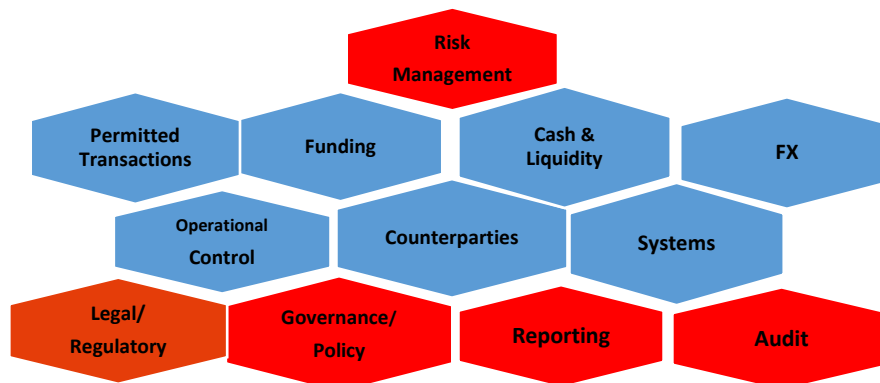 Risk
Management
Permitted
Transactions
Funding
Cash &
Liquidity
FX
Operational
Control
Counterparties
Systems
Legal/
Regulatory
Governance/
Policy
Reporting
Audit